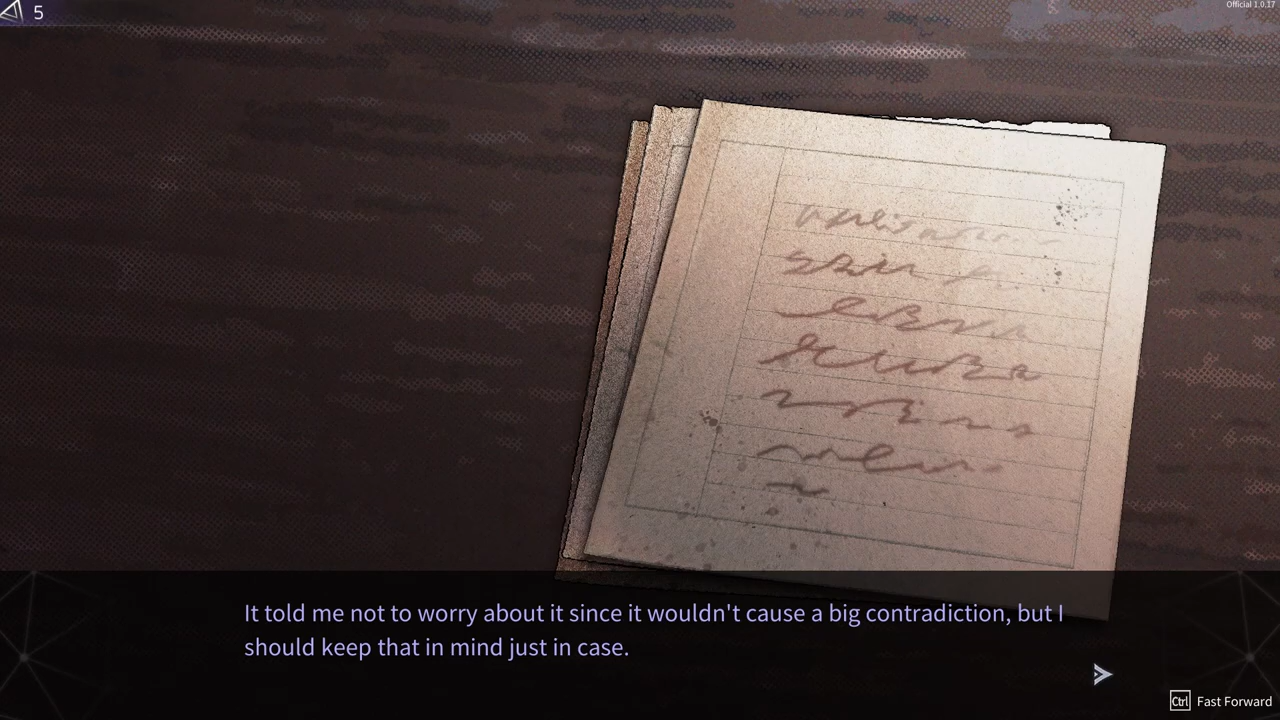 5
Official 1.0.17
It told me not to worry about it since it wouldn't cause a big contradiction, but I
should keep that in mind just in case.
Ctrl Fast Forward